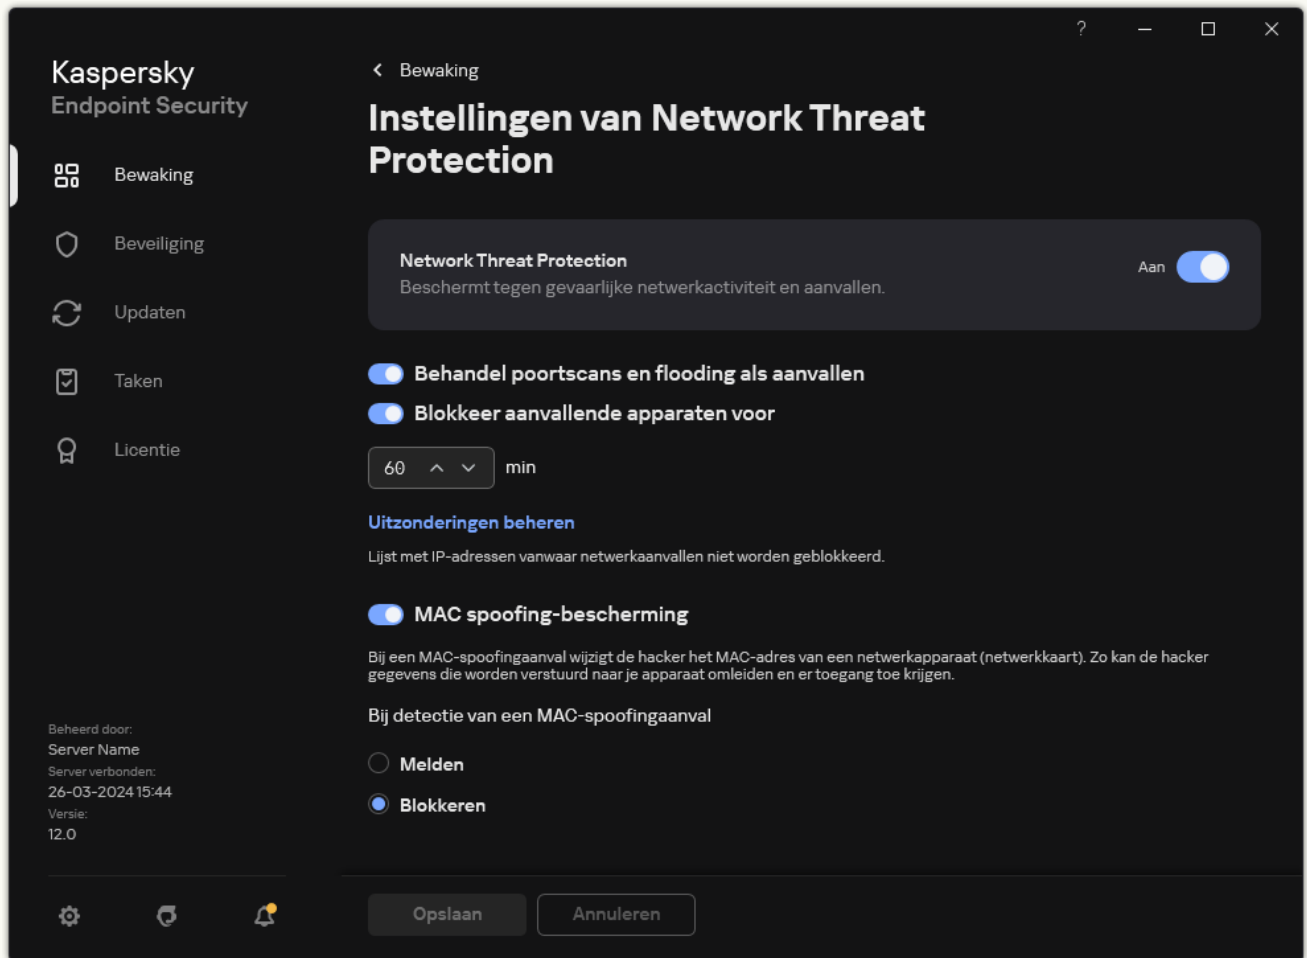 ?
Kaspersky
Endpoint Security
Bewaking
Beveiliging
Updaten
Taken
Licentie
Beheerd door:
Server Name
Server verbonden:
26-03-2024 15:44
Versie:
12.0
Bewaking
Instellingen van Network Threat
Protection
Network Threat Protection
Beschermt tegen gevaarlijke netwerkactiviteit en aanvallen.
Aan
Behandel poortscans en flooding als aanvallen
Blokkeer aanvallende apparaten voor
60 min
Uitzonderingen beheren
Lijst met IP-adressen vanwaar netwerkaanvallen niet worden geblokkeerd.
MAC spoofing-bescherming
Bij een MAC-spoofingaanval wijzigt de hacker het MAC-adres van een netwerkapparaat (netwerkkaart). Zo kan de hacker
gegevens die worden verstuurd naar je apparaat omleiden en er toegang toe krijgen.
Bij detectie van een MAC-spoofingaanval
Melden
Blokkeren
Opslaan
Annuleren